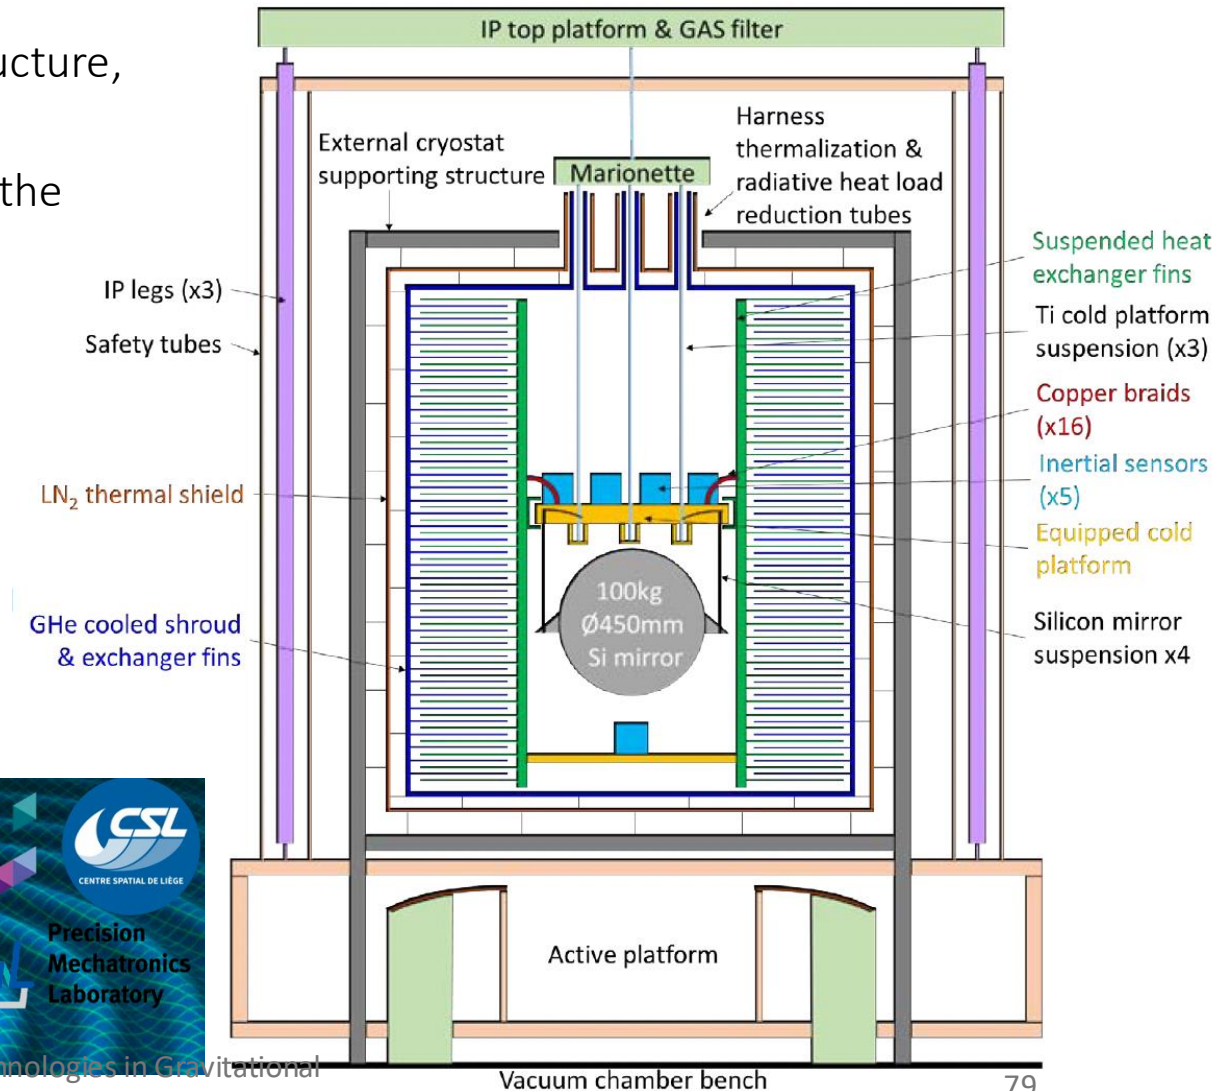 IP top platform & GAS filter
ucture,
the
External cryostat
supporting structure
Marionette
Harness
thermalization &
radiative heat load
reduction tubes
IP legs (x3)
Safety tubes
LN₂ thermal shield
GHe cooled shroud
& exchanger fins
Suspended heat
exchanger fins
Ti cold platform
suspension (x3)
Copper braids
(x16)
Inertial sensors
(x5)
Equipped cold
platform
Silicon mirror
suspension x4
100kg
Ø450mm
Si mirror
CSL
CENTRE SPATIAL DE LIÈGE
Precision
Mechatronics
Laboratory
Active platform
hnologies in Gravitational
Vacuum chamber bench
79